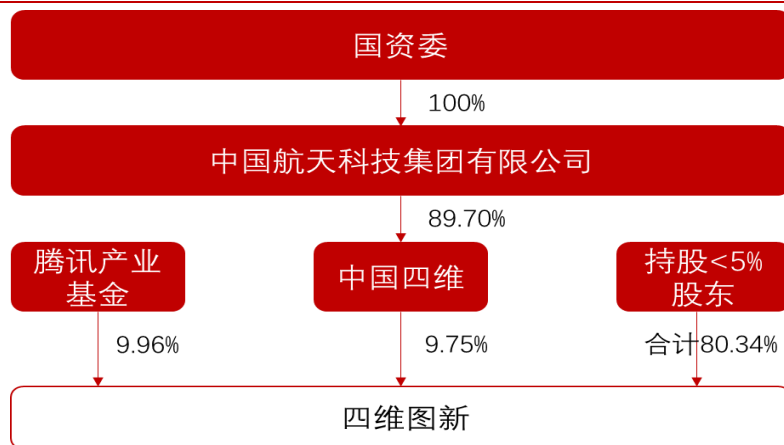 国资委
100%
中国航天科技集团有限公司
89.70%
腾讯产业
基金
中国四维
持股<5%
股东
9.96%
9.75%
合计80.34%
四维图新